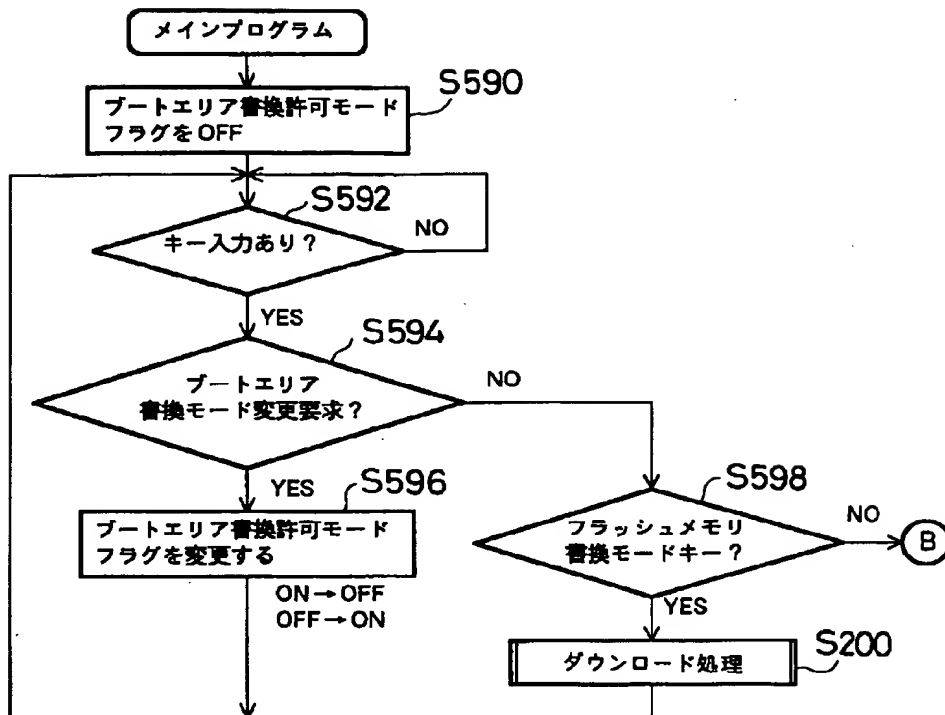 メインプログラム
S590
ブートエリア書換許可モード
フラグをOFF
S592
キー入力あり？
NO
YES
S594
ブートエリア
書換モード変更要求？
NO
YES
S596
ブートエリア書換許可モード
フラグを変更する
ON→OFF
OFF→ON
S598
フラッシュメモリ
書換モードキー？
NO
B
YES
S200
ダウンロード処理